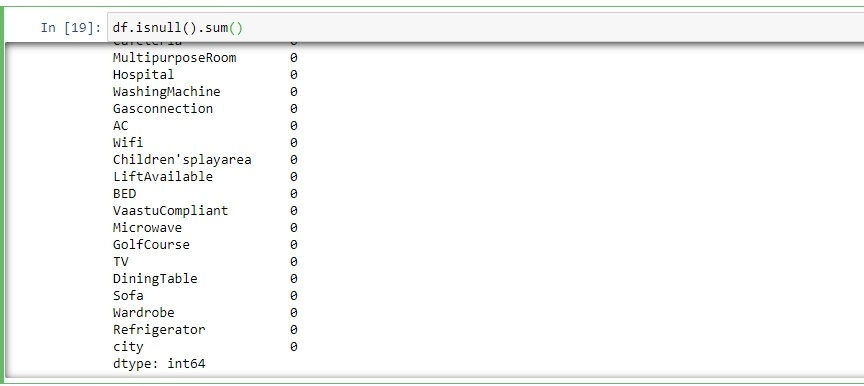 In [19]: df.isnull().sum()
Cafeteria 0
MultipurposeRoom 0
Hospital 0
WashingMachine 0
Gasconnection 0
AC 0
Wifi 0
Children'splayarea 0
LiftAvailable 0
BED 0
VaastuCompliant 0
Microwave 0
GolfCourse 0
TV 0
DiningTable 0
Sofa 0
Wardrobe 0
Refrigerator 0
city 0
dtype: int64